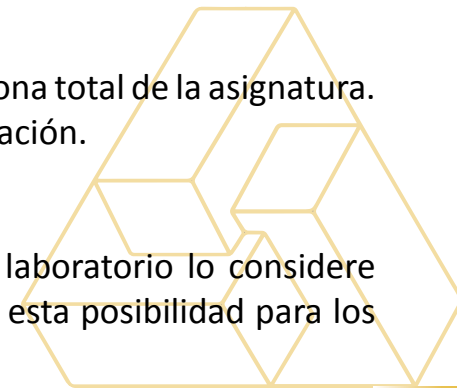 ona total de la asignatura.
ación.
laboratorio lo considere
esta posibilidad para los